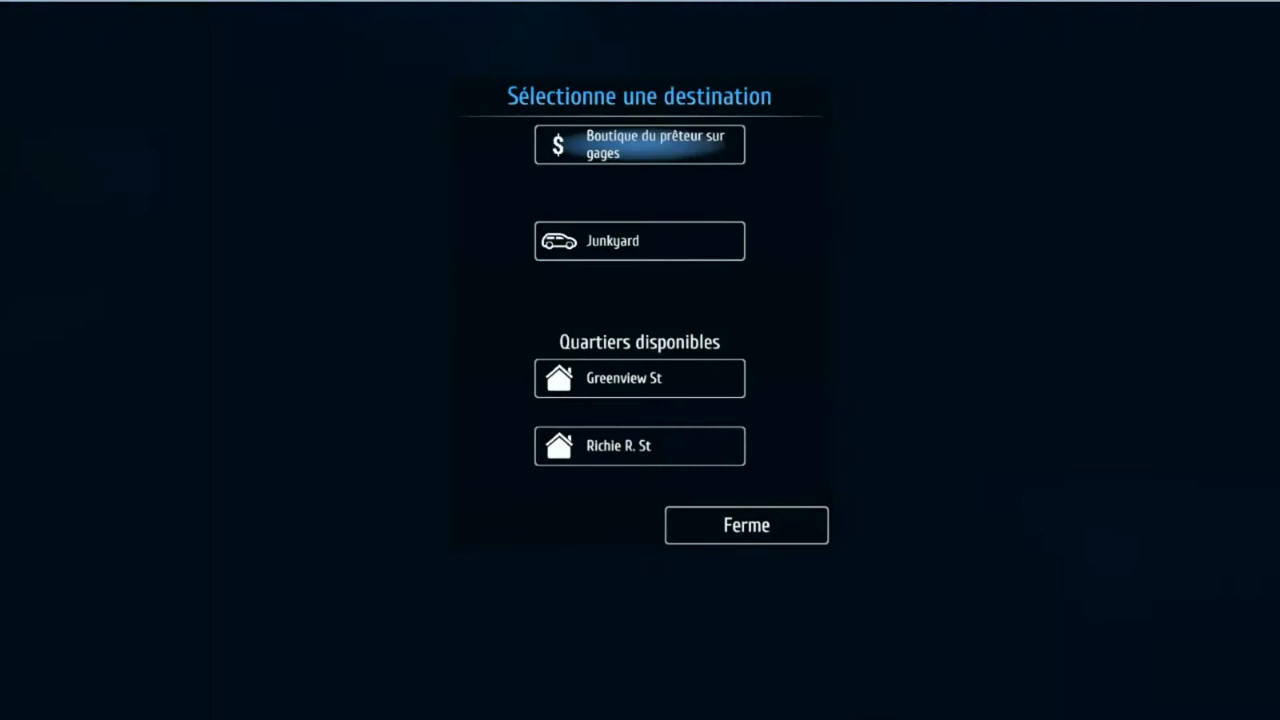 Sélectionne une destination
$ Boutique du prêteur sur
gages
Junkyard
Quartiers disponibles
Greenview St
Richie R. St
Ferme